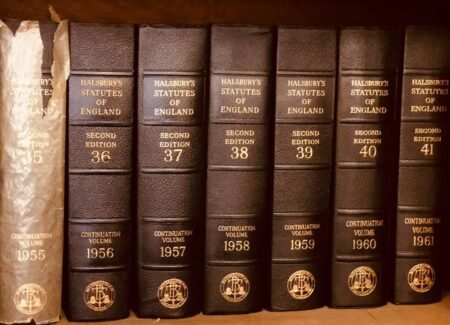 HALSBURY'S
STATUTES
OF
ENGLAND
SECOND
EDITION
35
CONTINUATION
VOLUME
1955
HALSBURY'S
STATUTES
OF
ENGLAND
SECOND
EDITION
36
CONTINUATION
VOLUME
1956
HALSBURY'S
STATUTES
OF
ENGLAND
SECOND
EDITION
37
CONTINUATION
VOLUME
1957
HALSBURY'S
STATUTES
OF
ENGLAND
SECOND
EDITION
38
CONTINUATION
VOLUME
1958
HALSBURY'S
STATUTES
OF
ENGLAND
SECOND
EDITION
39
CONTINUATION
VOLUME
1959
HALSBURY'S
STATUTES
OF
ENGLAND
SECOND
EDITION
40
CONTINUATION
VOLUME
1960
HALSBURY'S
STATUTES
OF
ENGLAND
SECOND
EDITION
41
CONTINUATION
VOLUME
1961